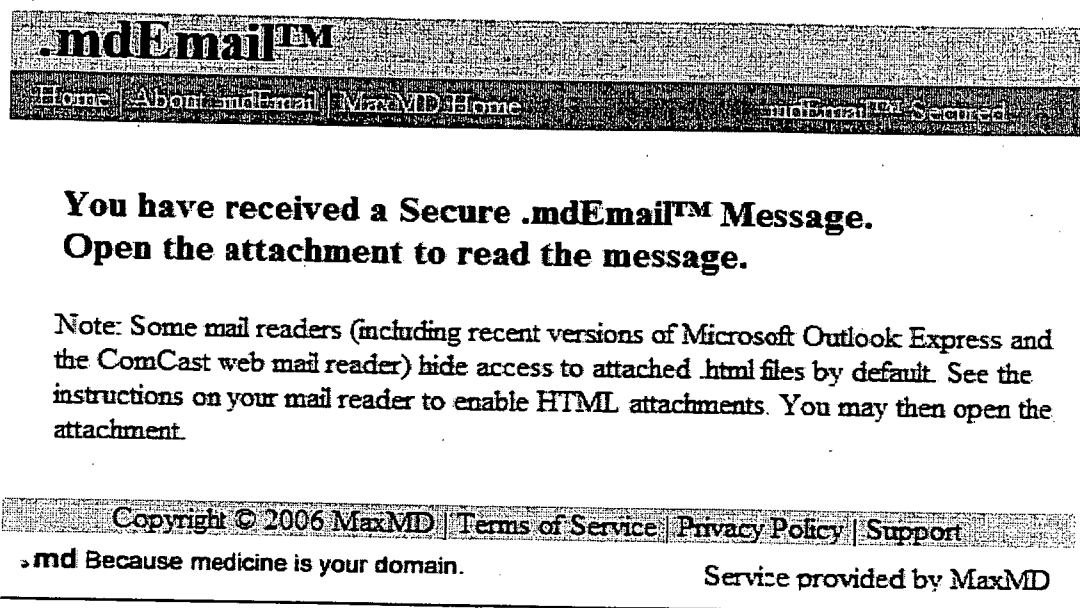 .mdEmail™
Home | About .mdEmail | MaxMD Home .mdEmail™ Secured
You have received a Secure .mdEmail™ Message.
Open the attachment to read the message.
Note: Some mail readers (including recent versions of Microsoft Outlook Express and
the ComCast web mail reader) hide access to attached .html files by default. See the
instructions on your mail reader to enable HTML attachments. You may then open the
attachment.
Copyright © 2006 MaxMD | Terms of Service | Privacy Policy | Support
.md Because medicine is your domain.
Service provided by MaxMD